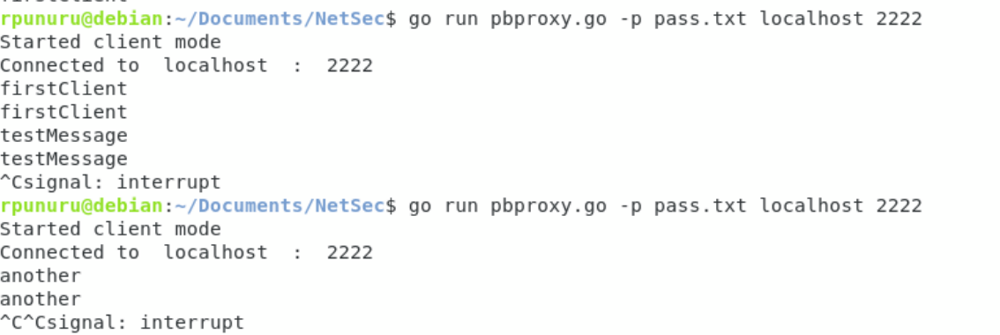 firstClient
rpunuru@debian:~/Documents/NetSec$ go run pbproxy.go -p pass.txt localhost 2222
Started client mode
Connected to  localhost  :  2222
firstClient
firstClient
testMessage
testMessage
^Csignal: interrupt
rpunuru@debian:~/Documents/NetSec$ go run pbproxy.go -p pass.txt localhost 2222
Started client mode
Connected to  localhost  :  2222
another
another
^C^Csignal: interrupt